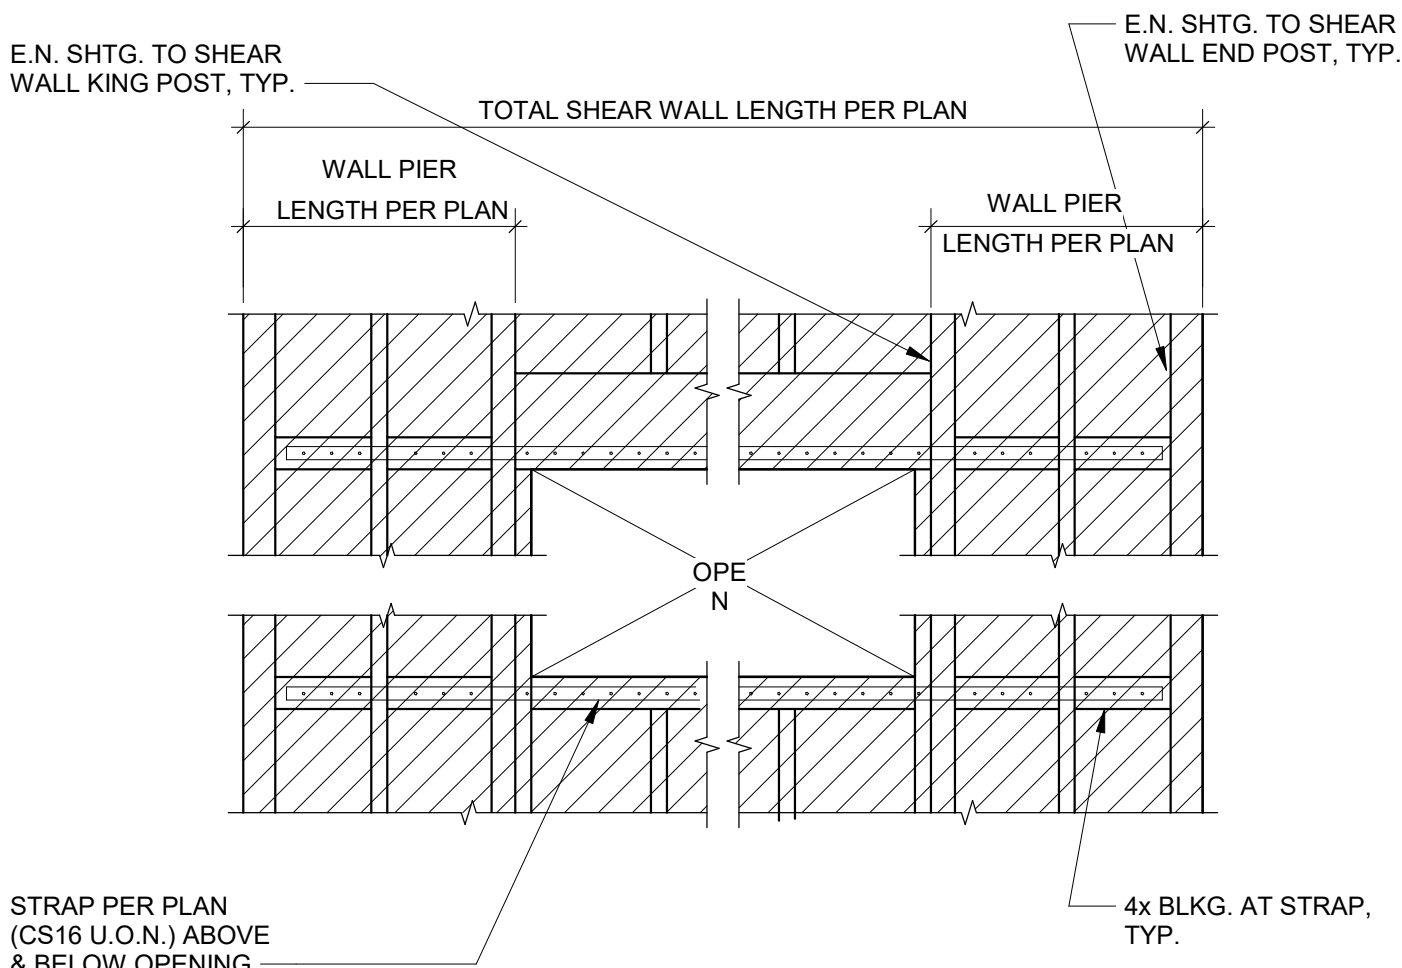 E.N. SHTG. TO SHEAR
WALL KING POST, TYP.
E.N. SHTG. TO SHEAR
WALL END POST, TYP.
TOTAL SHEAR WALL LENGTH PER PLAN
WALL PIER
LENGTH PER PLAN
WALL PIER
LENGTH PER PLAN
OPE
N
STRAP PER PLAN
(CS16 U.O.N.) ABOVE
& BELOW OPENING
4x BLKG. AT STRAP,
TYP.